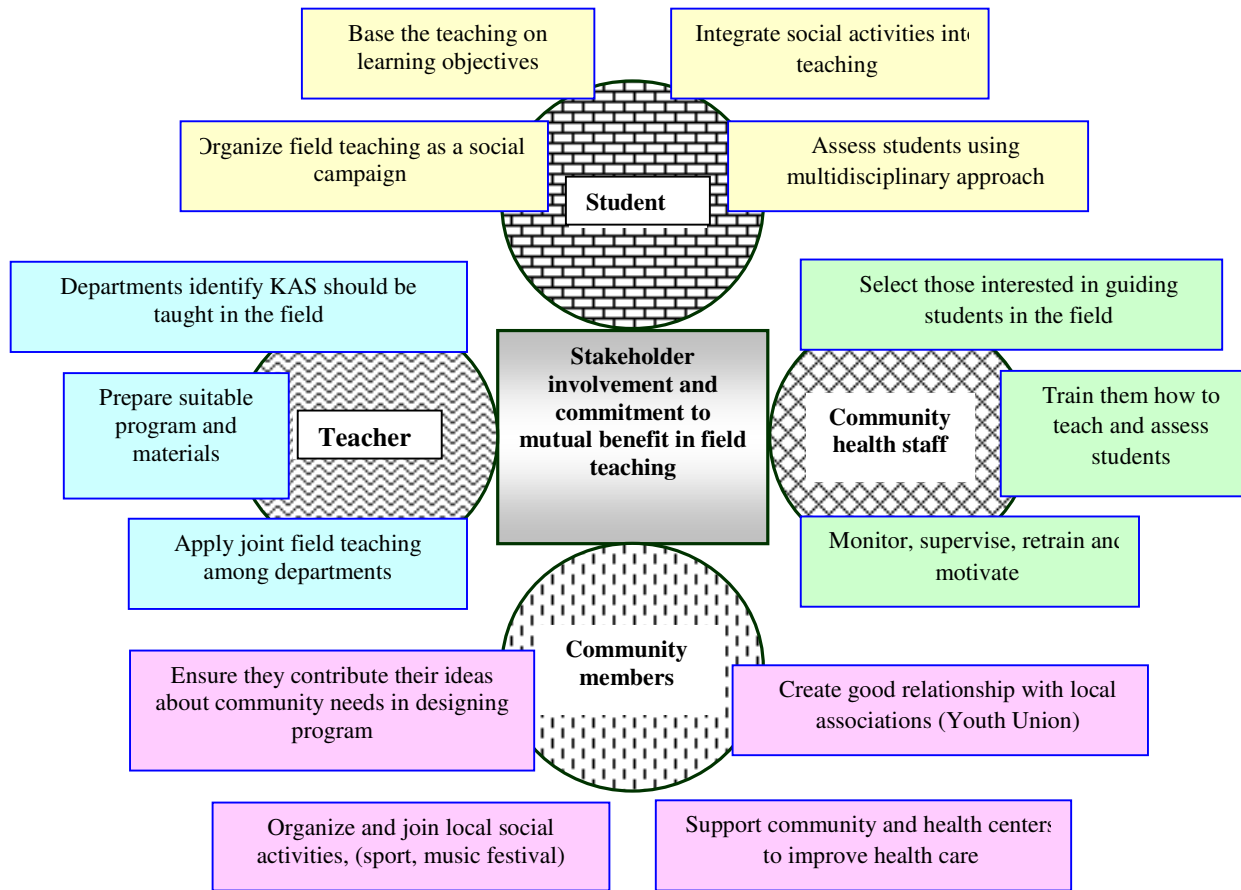 Base the teaching on
learning objectives
Integrate social activities into
teaching
Organize field teaching as a social
campaign
Assess students using
multidisciplinary approach
Student
Departments identify KAS should be
taught in the field
Select those interested in guiding
students in the field
Stakeholder
involvement and
commitment to
mutual benefit in field
teaching
Prepare suitable
program and
materials
Teacher
Community
health staff
Train them how to
teach and assess
students
Apply joint field teaching
among departments
Monitor, supervise, retrain and
motivate
Community
members
Ensure they contribute their ideas
about community needs in designing
program
Create good relationship with local
associations (Youth Union)
Organize and join local social
activities, (sport, music festival)
Support community and health centers
to improve health care